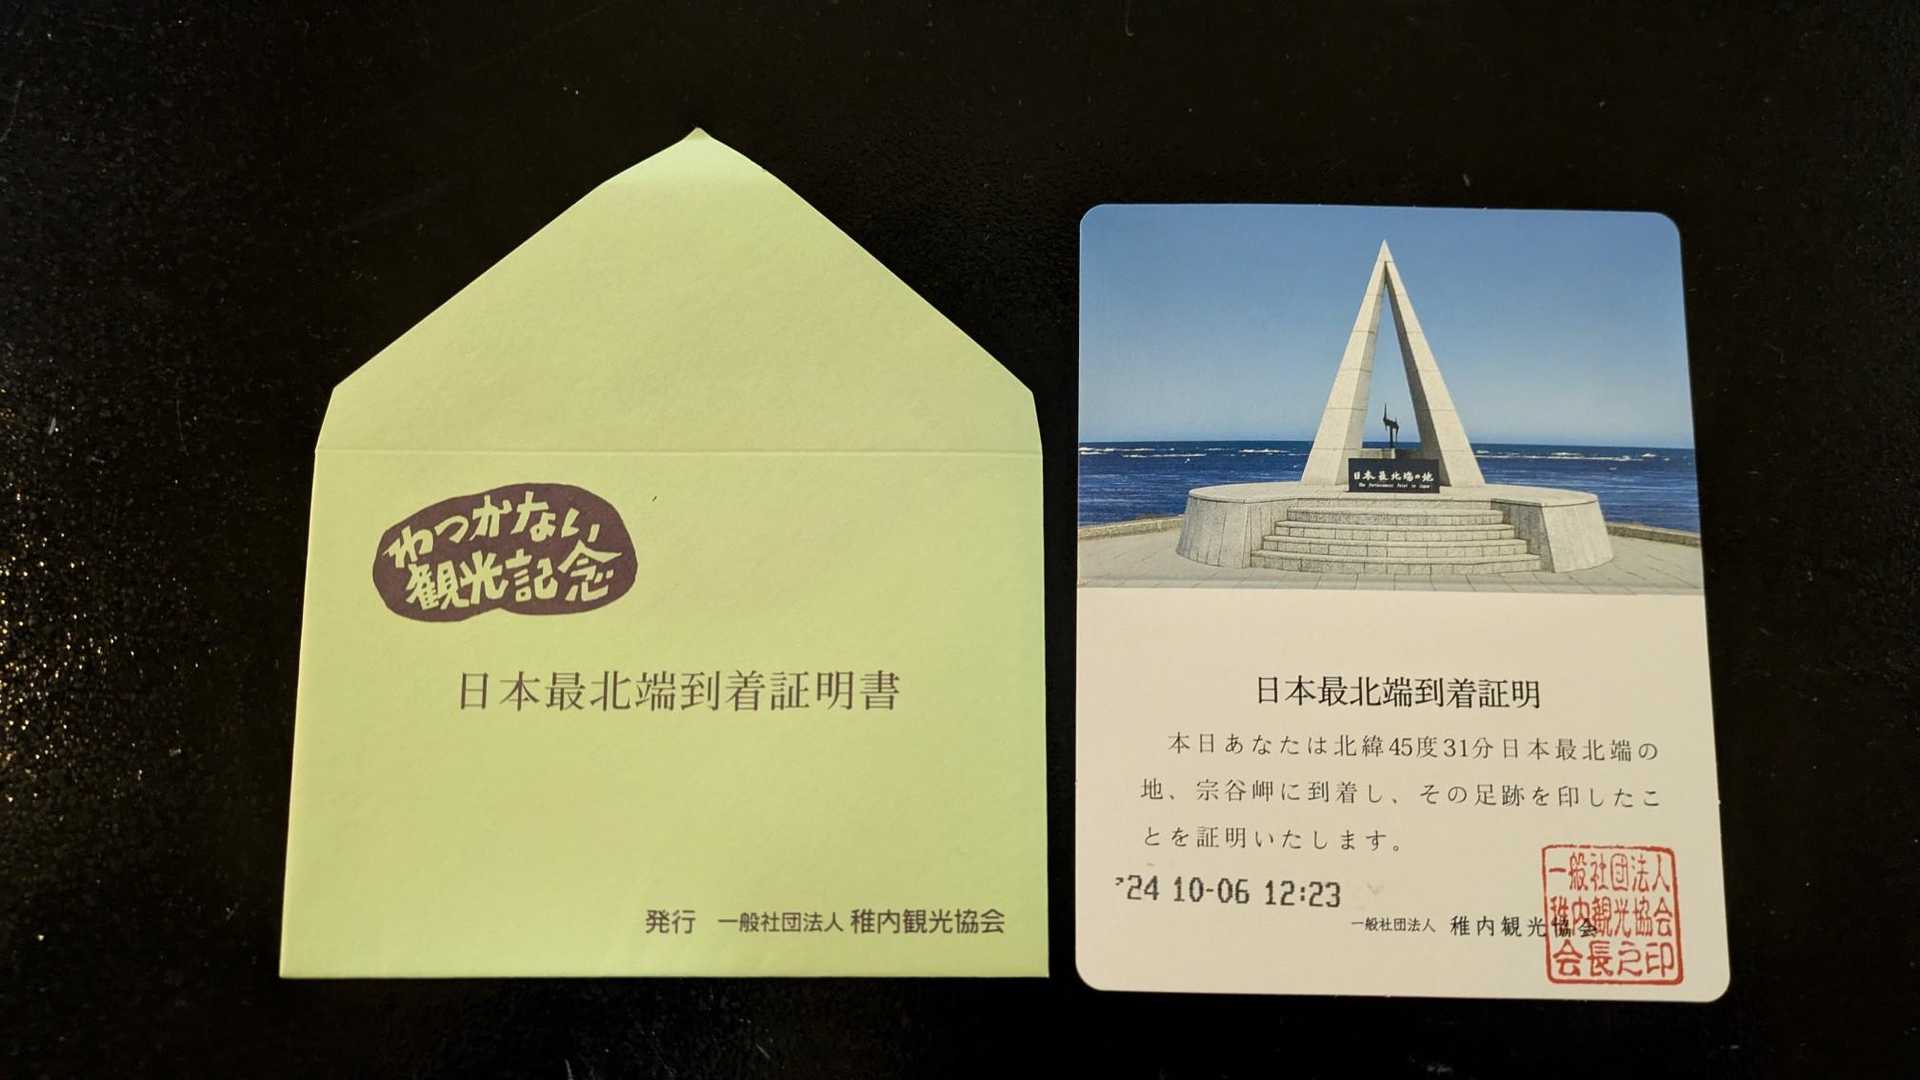 わっかない
観光記念
日本最北端到着証明書
発行 一般社団法人 稚内観光協会
日本最北端の地
The Northernmost Point in Japan
日本最北端到着証明
本日あなたは北緯45度31分日本最北端の
地、宗谷岬に到着し、その足跡を印したこ
とを証明いたします。
'24 10-06 12:23
一般社団法人 稚内観光協会
一般社団法人
稚内観光協会
会長之印